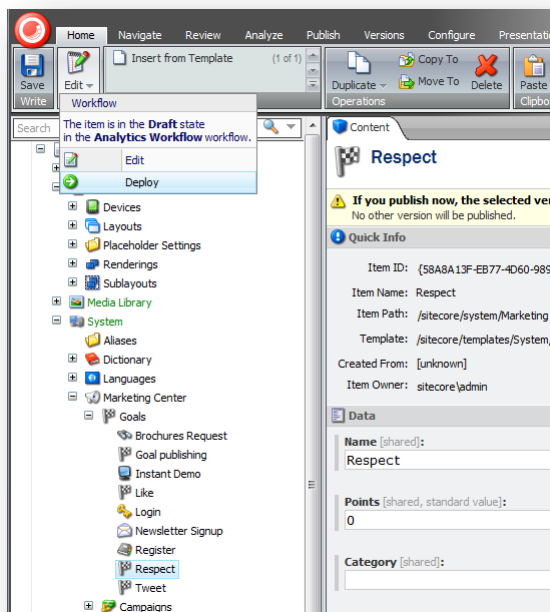 Home Navigate Review Analyze Publish Versions Configure
Save
Write
Edit
Insert from Template (1 of 1)
Duplicate
Copy To
Move To
Delete
Operations
Paste
Workflow
The item is in the Draft state
in the Analytics Workflow workflow.
Edit
Deploy
Search
Devices
Layouts
Placeholder Settings
Renderings
Sublayouts
Media Library
System
Aliases
Dictionary
Languages
Marketing Center
Goals
Brochures Request
Goal publishing
Instant Demo
Like
Login
Newsletter Signup
Register
Respect
Tweet
Campaigns
Content
Respect
If you publish now, the selected
No other version will be published.
Quick Info
Item ID: {58A8A13F-EB77-4D60-989
Item Name: Respect
Item Path: /sitecore/system/Marketing
Template: /sitecore/templates/System/
Created From: [unknown]
Item Owner: sitecore\admin
Data
Name [shared]:
Respect
Points [shared, standard value]:
0
Category [shared]: